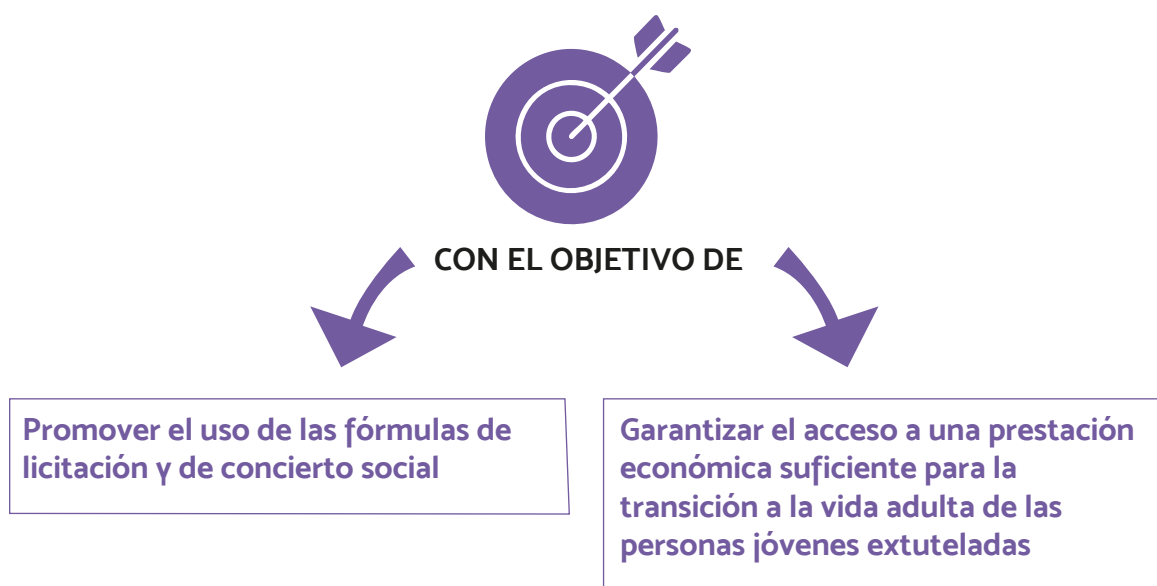 CON EL OBJETIVO DE
Promover el uso de las fórmulas de
licitación y de concierto social
Garantizar el acceso a una prestación
económica suficiente para la
transición a la vida adulta de las
personas jóvenes extuteladas